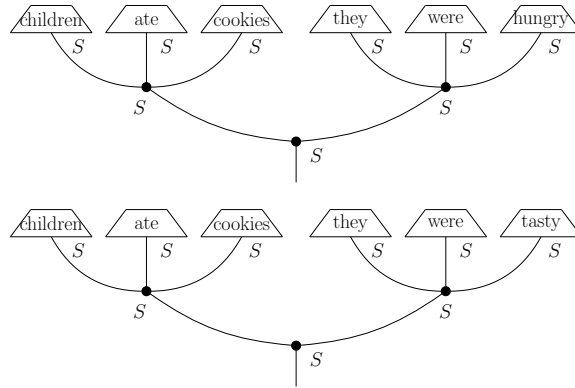 children ate cookies they were hungry
S S S S S S
S S
S
children ate cookies they were tasty
S S S S S S
S S
S